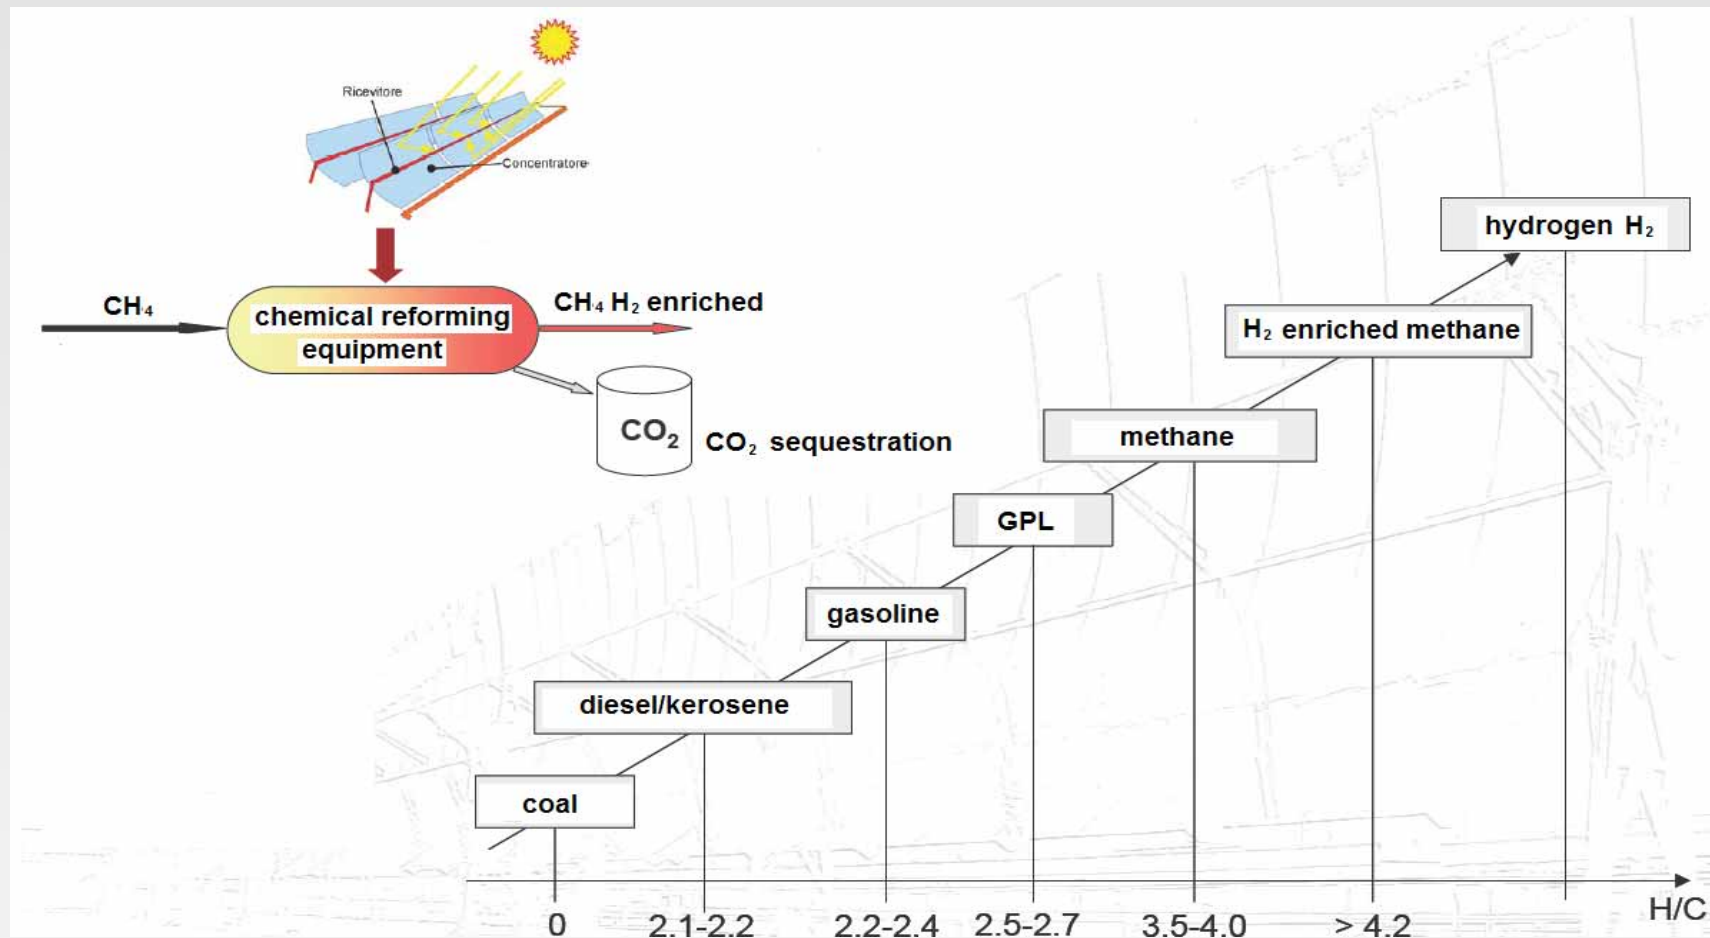 Ricevitore
Concentratore
CH4
chemical reforming
equipment
CH4 H2 enriched
CO2
CO2 sequestration
hydrogen H2
H2 enriched methane
methane
GPL
gasoline
diesel/kerosene
coal
0
2.1-2.2
2.2-2.4
2.5-2.7
3.5-4.0
> 4.2
H/C